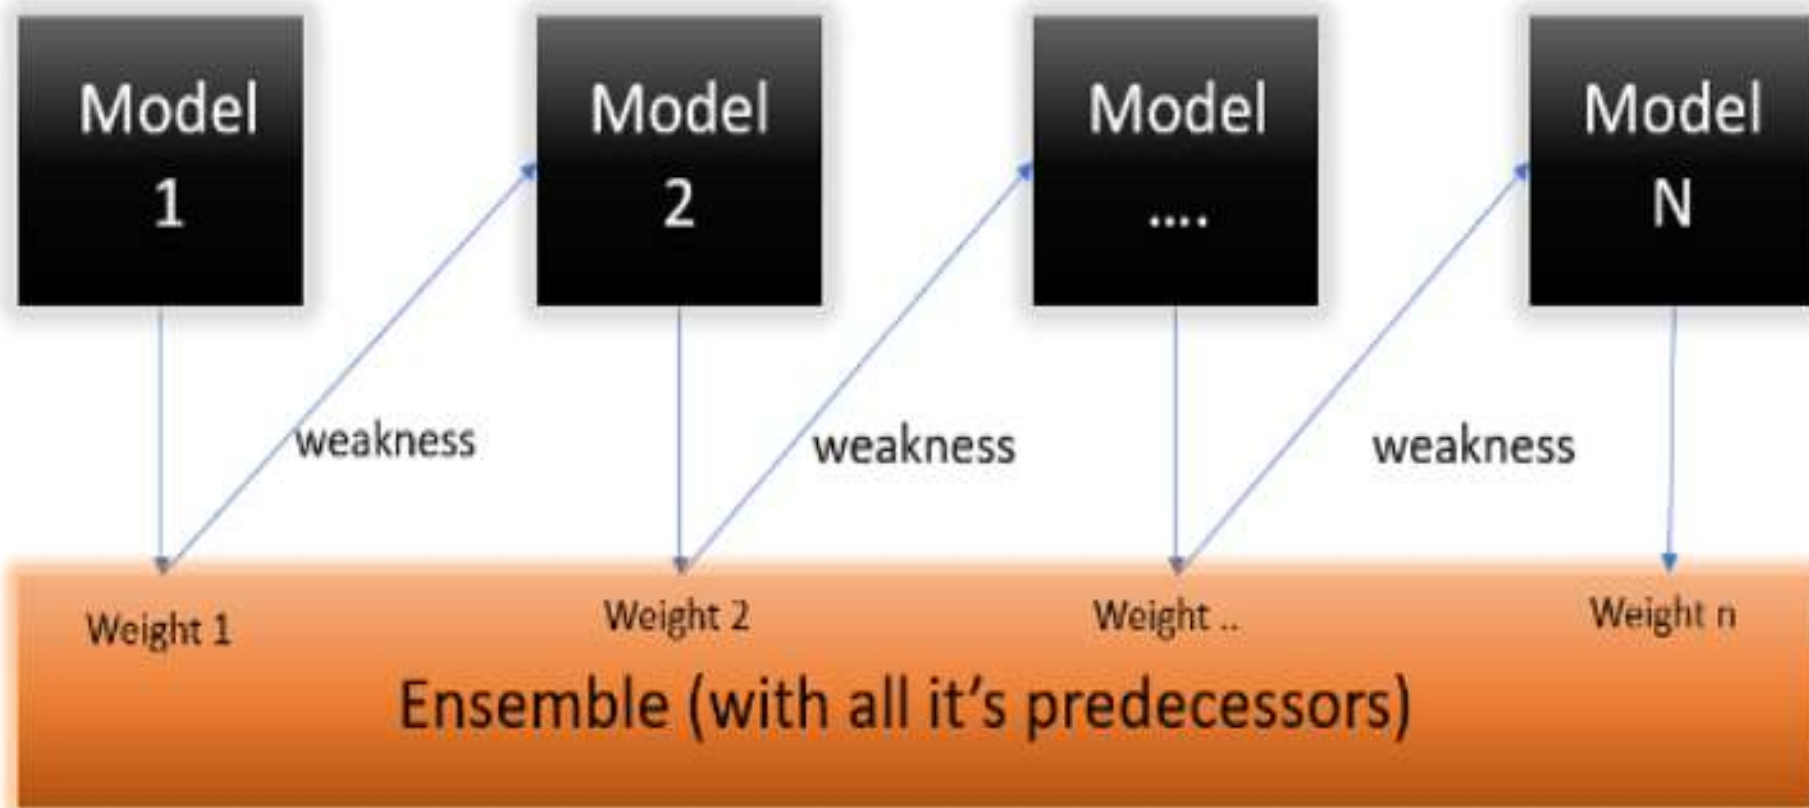 Model
1
Model
2
Model
....
Model
N
weakness
weakness
weakness
Weight 1
Weight 2
Weight ..
Weight n
Ensemble (with all it's predecessors)